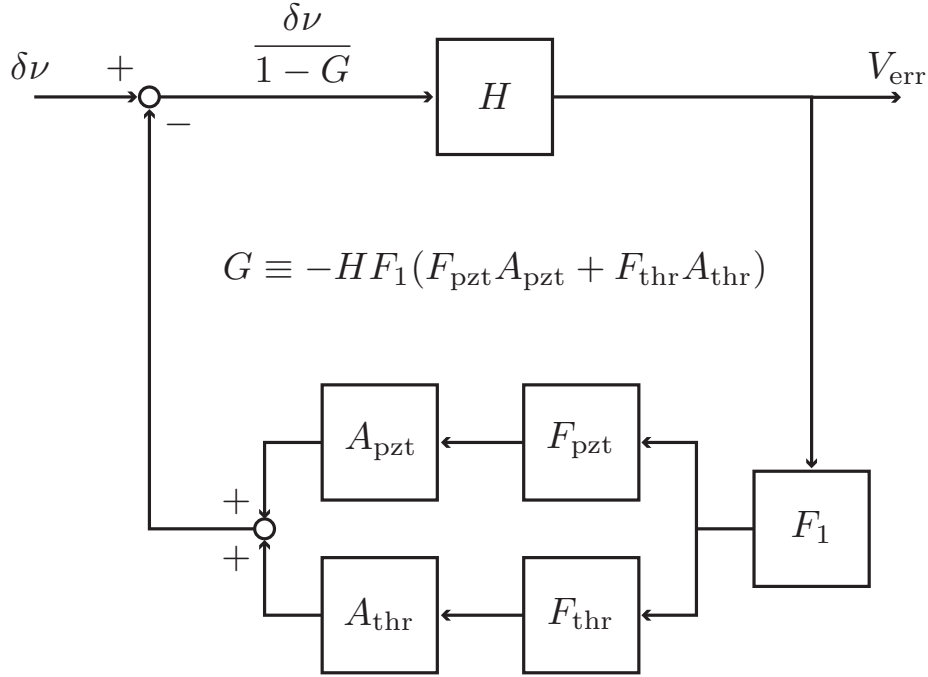 δν
+
−
δν
1 − G
H
V_err
G ≡ −HF_1(F_pzt A_pzt + F_thr A_thr)
A_pzt
F_pzt
F_1
+
+
A_thr
F_thr